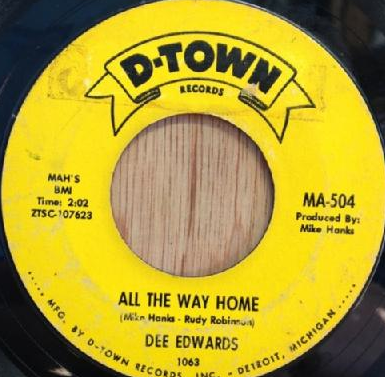 D-TOWN
RECORDS
MAH'S
BMI
Time: 2:02
ZTSC-107623
MA-504
Produced By:
Mike Hanks
ALL THE WAY HOME
(Mike Hanks - Rudy Robinson)
DEE EDWARDS
1063
..... MFG. BY D-TOWN RECORDS, INC. - DETROIT, MICHIGAN .....